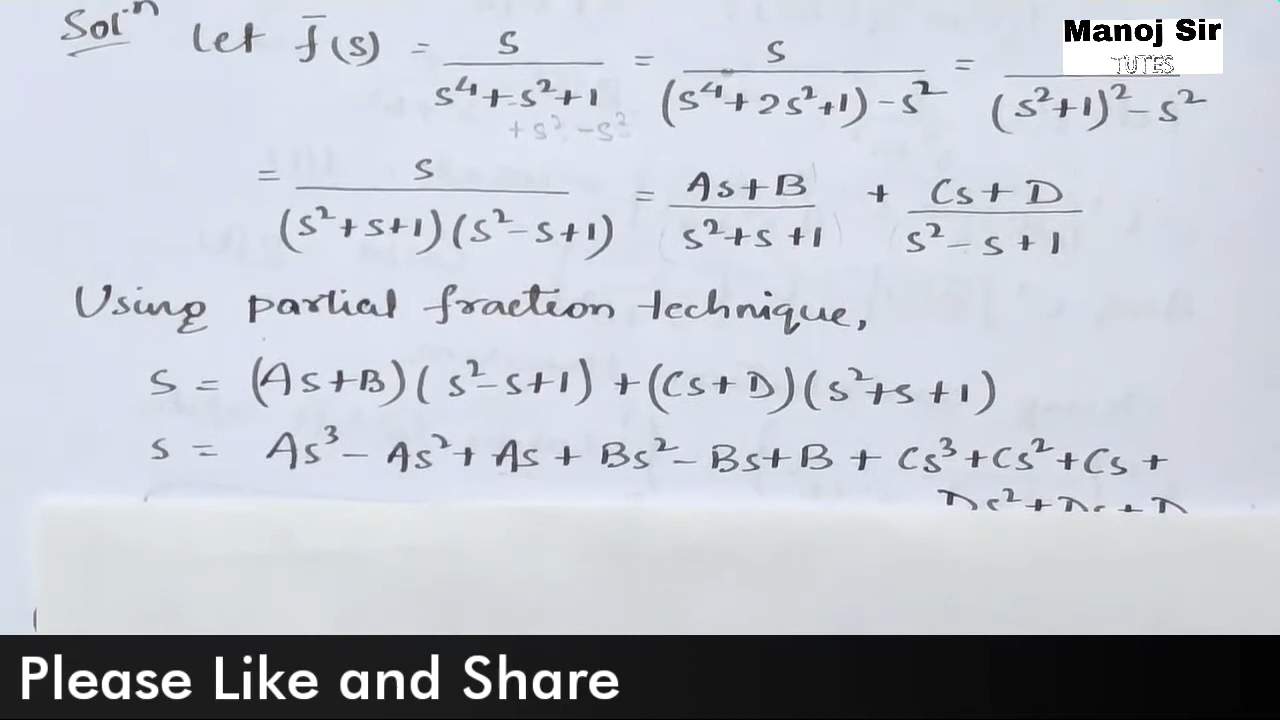 Solⁿ Let f̄(s) = s/(s⁴+s²+1) = s/((s⁴+2s²+1)-s²) = /((s²+1)²-s²)
+s²-s²
Manoj Sir
TUTES
= s/((s²+s+1)(s²-s+1)) = (As+B)/(s²+s+1) + (Cs+D)/(s²-s+1)
Using partial fraction technique,
S = (As+B)(s²-s+1)+(Cs+D)(s²+s+1)
s = As³-As²+As+Bs²-Bs+B+Cs³+Cs²+Cs+
Ds²+Ds+D
Please Like and Share